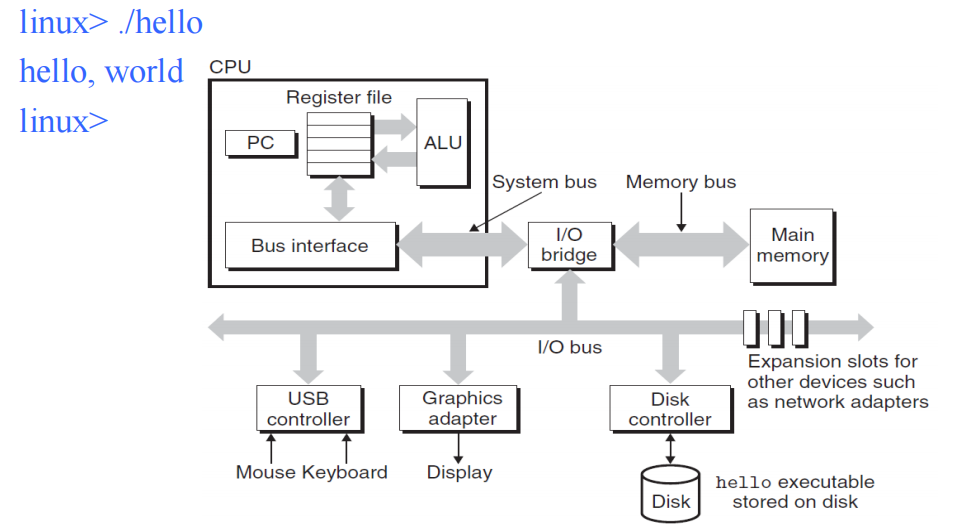 linux> ./hello
hello, world
linux>
CPU
Register file
PC
ALU
System bus
Memory bus
Bus interface
I/O
bridge
Main
memory
I/O bus
Expansion slots for
other devices such
as network adapters
USB
controller
Graphics
adapter
Disk
controller
Mouse Keyboard
Display
Disk
hello executable
stored on disk